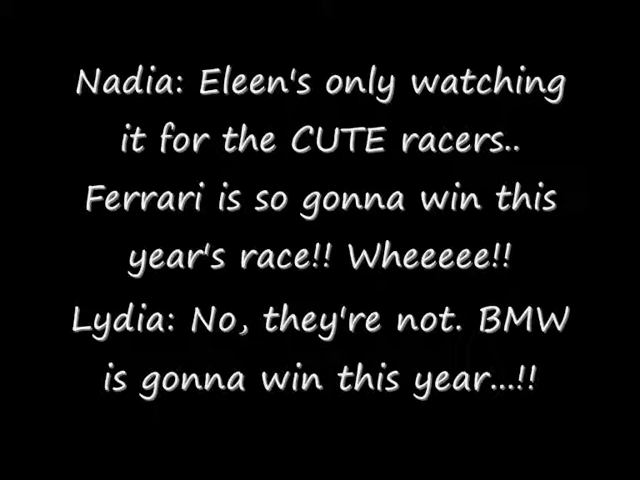 Nadia: Eleen's only watching
it for the CUTE racers..
Ferrari is so gonna win this
year's race!! Wheeeee!!
Lydia: No, they're not. BMW
is gonna win this year...!!